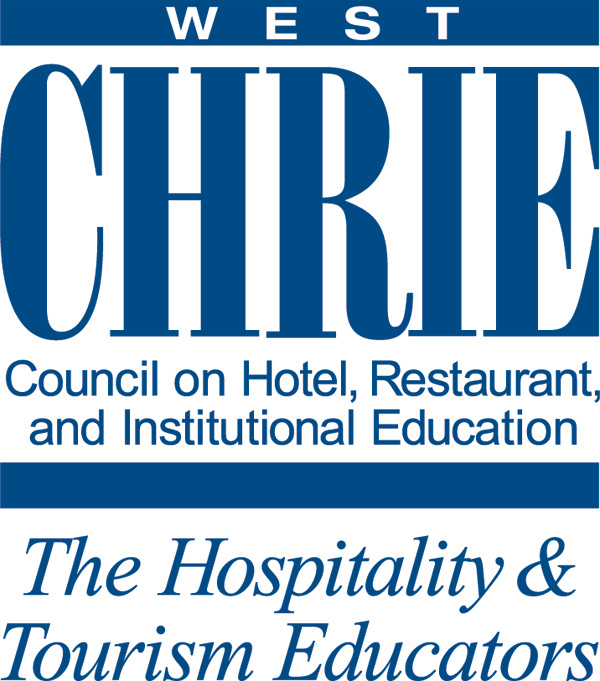 WEST
CHRIE
Council on Hotel, Restaurant,
and Institutional Education
The Hospitality &
Tourism Educators